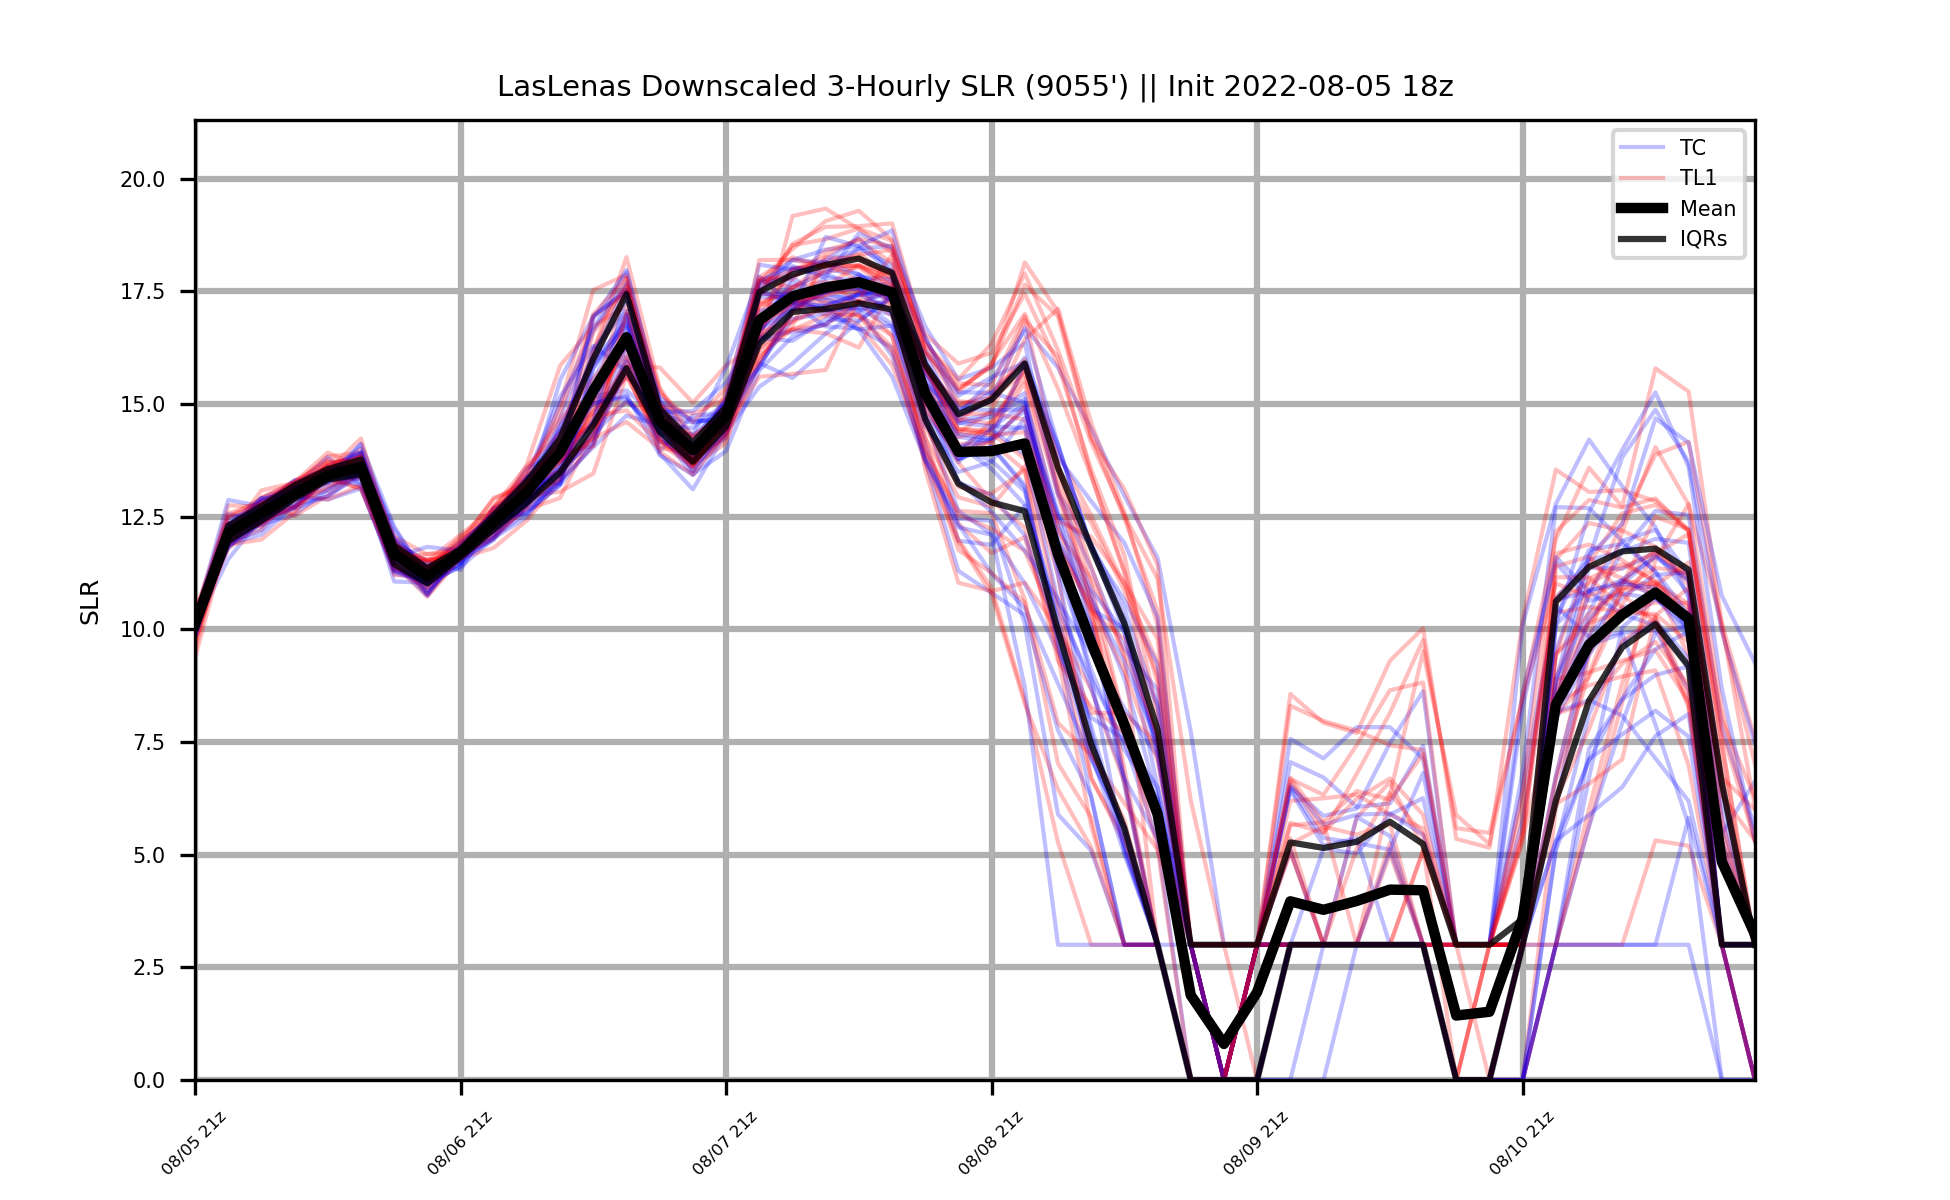 LasLenas Downscaled 3-Hourly SLR (9055') || Init 2022-08-05 18z
TC
TL1
Mean
IQRs
SLR
20.0
17.5
15.0
12.5
10.0
7.5
5.0
2.5
0.0
08/05 21z
08/06 21z
08/07 21z
08/08 21z
08/09 21z
08/10 21z